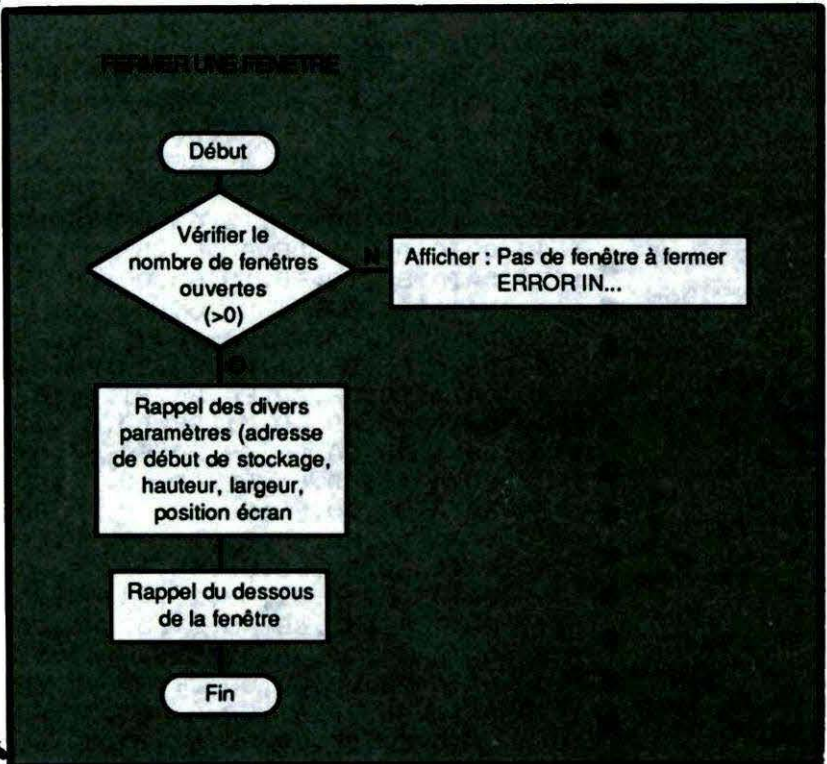 FERMER UNE FENETRE
Début
Vérifier le
nombre de fenêtres
ouvertes
(>0)
N
Afficher : Pas de fenêtre à fermer
ERROR IN...
O
Rappel des divers
paramètres (adresse
de début de stockage,
hauteur, largeur,
position écran
Rappel du dessous
de la fenêtre
Fin